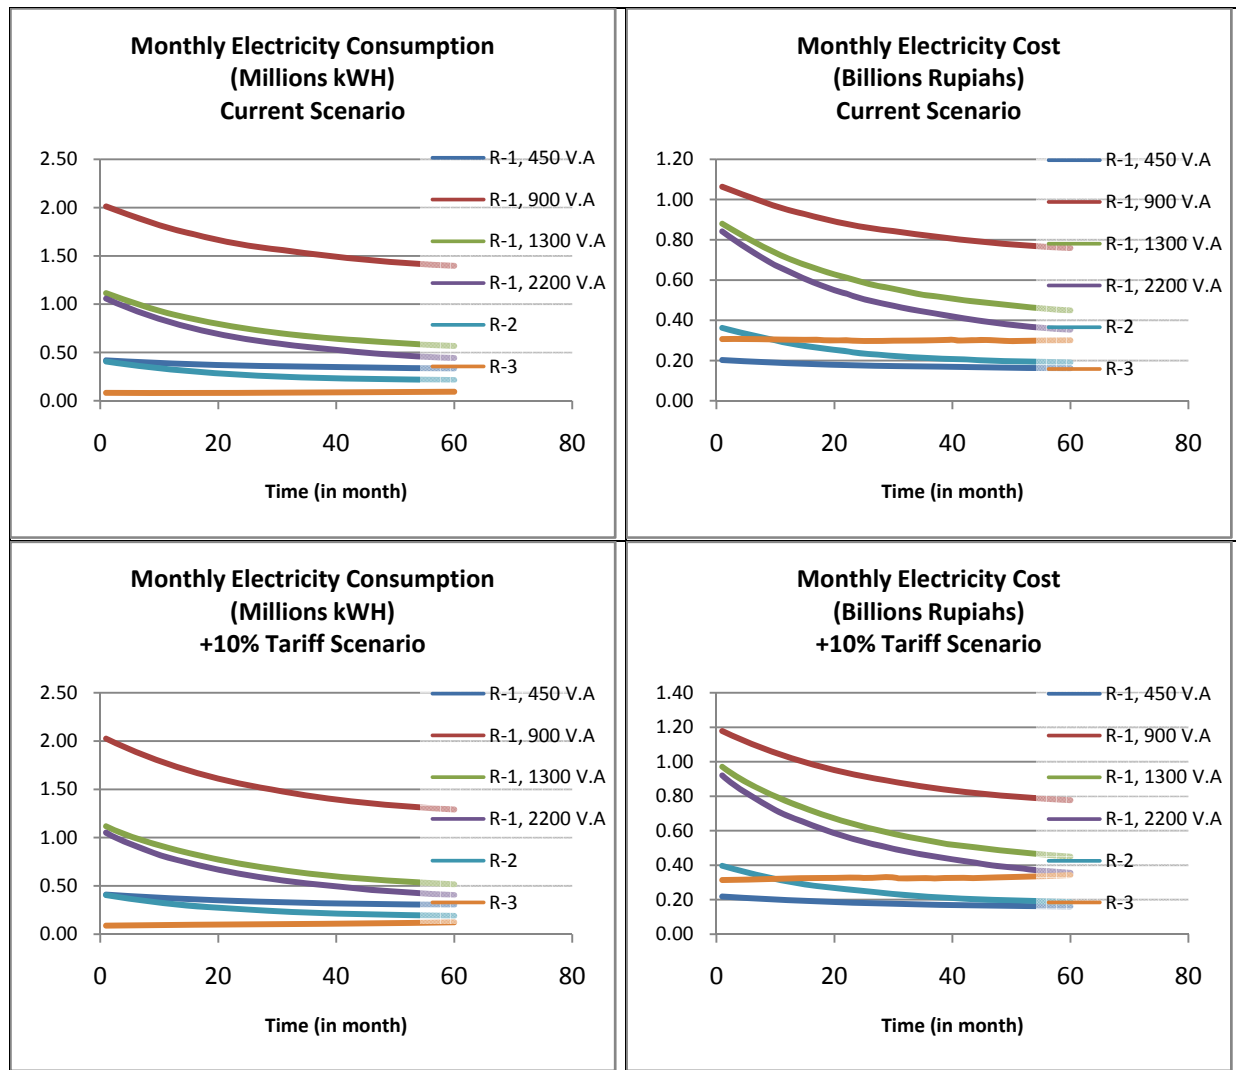 Monthly Electricity Consumption
(Millions kWH)
Current Scenario
2.50
2.00
1.50
1.00
0.50
0.00
0
20
40
60
80
Time (in month)
R-1, 450 V.A
R-1, 900 V.A
R-1, 1300 V.A
R-1, 2200 V.A
R-2
R-3
Monthly Electricity Cost
(Billions Rupiahs)
Current Scenario
1.20
1.00
0.80
0.60
0.40
0.20
0.00
0
20
40
60
80
Time (in month)
R-1, 450 V.A
R-1, 900 V.A
R-1, 1300 V.A
R-1, 2200 V.A
R-2
R-3
Monthly Electricity Consumption
(Millions kWH)
+10% Tariff Scenario
2.50
2.00
1.50
1.00
0.50
0.00
0
20
40
60
80
Time (in month)
R-1, 450 V.A
R-1, 900 V.A
R-1, 1300 V.A
R-1, 2200 V.A
R-2
R-3
Monthly Electricity Cost
(Billions Rupiahs)
+10% Tariff Scenario
1.40
1.20
1.00
0.80
0.60
0.40
0.20
0.00
0
20
40
60
80
Time (in month)
R-1, 450 V.A
R-1, 900 V.A
R-1, 1300 V.A
R-1, 2200 V.A
R-2
R-3